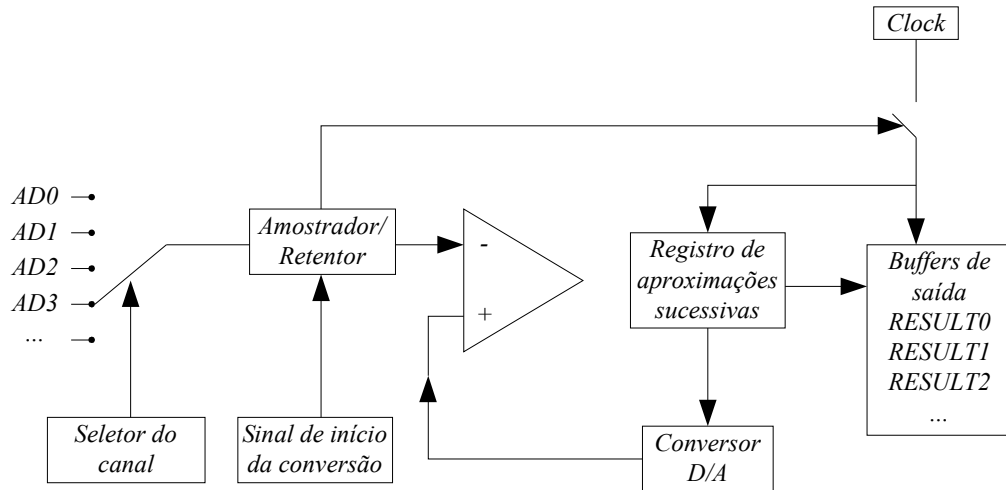 Clock
AD0
AD1
AD2
AD3
...
Amostrador/
Retentor
-
+
Registro de
aproximações
sucessivas
Buffers de
saída
RESULT0
RESULT1
RESULT2
...
Seletor do
canal
Sinal de início
da conversão
Conversor
D/A